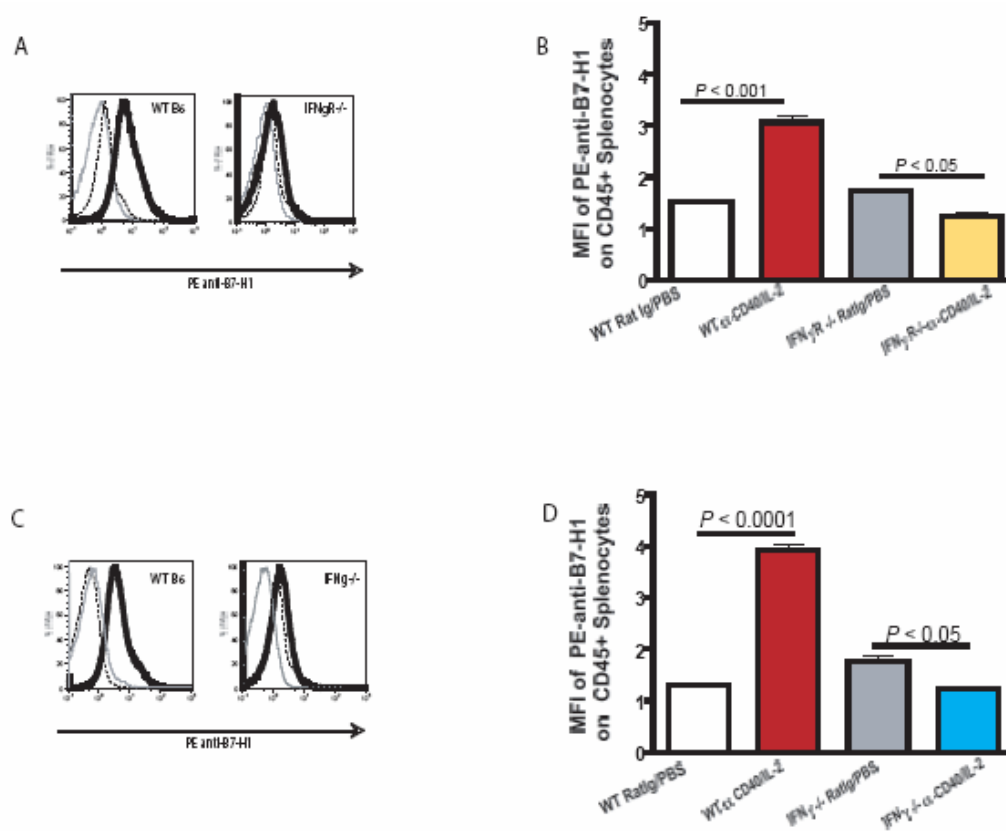 A
WT B6
IFNgR-/-
PE anti-B7-H1
B
MFI of PE-anti-B7-H1
on CD45+ Splenocytes
5
4
3
2
1
0
P < 0.001
P < 0.05
WT Rat Ig/PBS
WT α-CD40/IL-2
IFNγR -/- RatIg/PBS
IFNγR-/-α-CD40/IL-2
C
WT B6
IFNg-/-
PE anti-B7-H1
D
MFI of PE-anti-B7-H1
on CD45+ Splenocytes
5
4
3
2
1
0
P < 0.0001
P < 0.05
WT RatIg/PBS
WT α CD40/IL-2
IFNγ-/- RatIg/PBS
IFNγ-/-α-CD40/IL-2